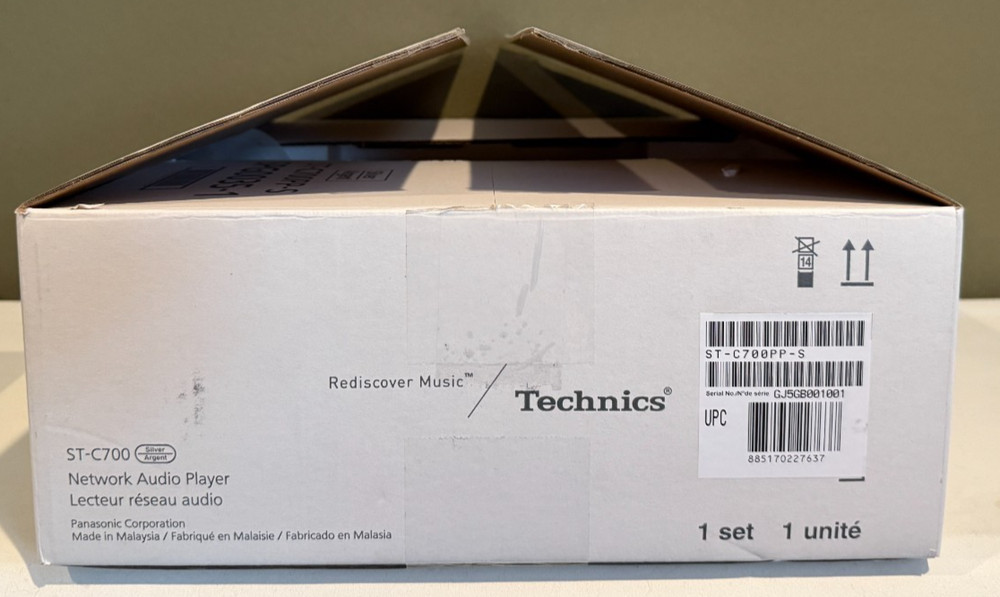 14
ST-C700PP-S
Serial No./N°de série GJ5GB001001
UPC
885170227637
Rediscover Music™ / Technics®
ST-C700 Silver Argent
Network Audio Player
Lecteur réseau audio
Panasonic Corporation
Made in Malaysia / Fabriqué en Malaisie / Fabricado en Malasia
1 set 1 unité